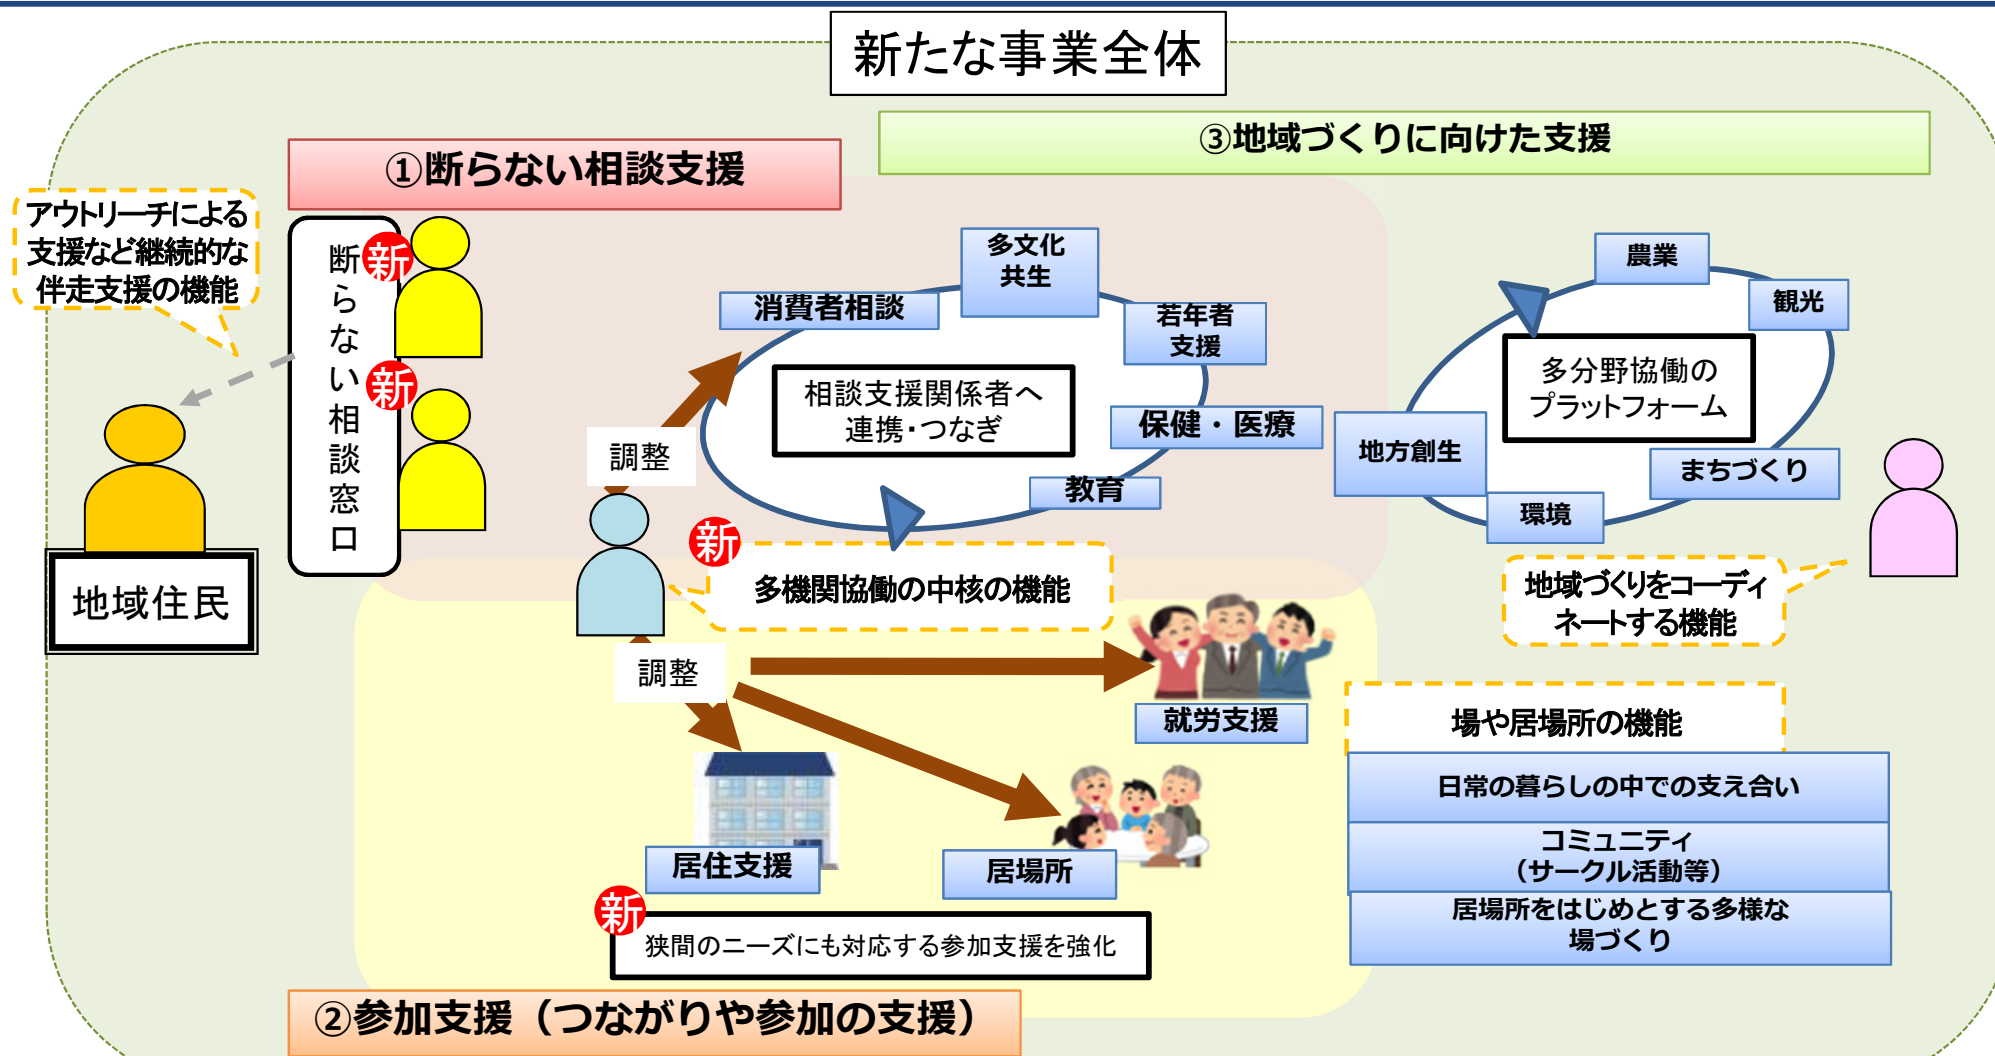 新たな事業全体
③地域づくりに向けた支援
①断らない相談支援
アウトリーチによる
支援など継続的な
伴走支援の機能
断らない相談窓口
新
新
地域住民
消費者相談
多文化
共生
若年者
支援
保健・医療
教育
相談支援関係者へ
連携・つなぎ
調整
新
多機関協働の中核の機能
農業
観光
まちづくり
環境
地方創生
多分野協働の
プラットフォーム
地域づくりをコーディ
ネートする機能
調整
就労支援
居住支援
居場所
新
狭間のニーズにも対応する参加支援を強化
②参加支援（つながりや参加の支援）
場や居場所の機能
日常の暮らしの中での支え合い
コミュニティ
（サークル活動等）
居場所をはじめとする多様な
場づくり